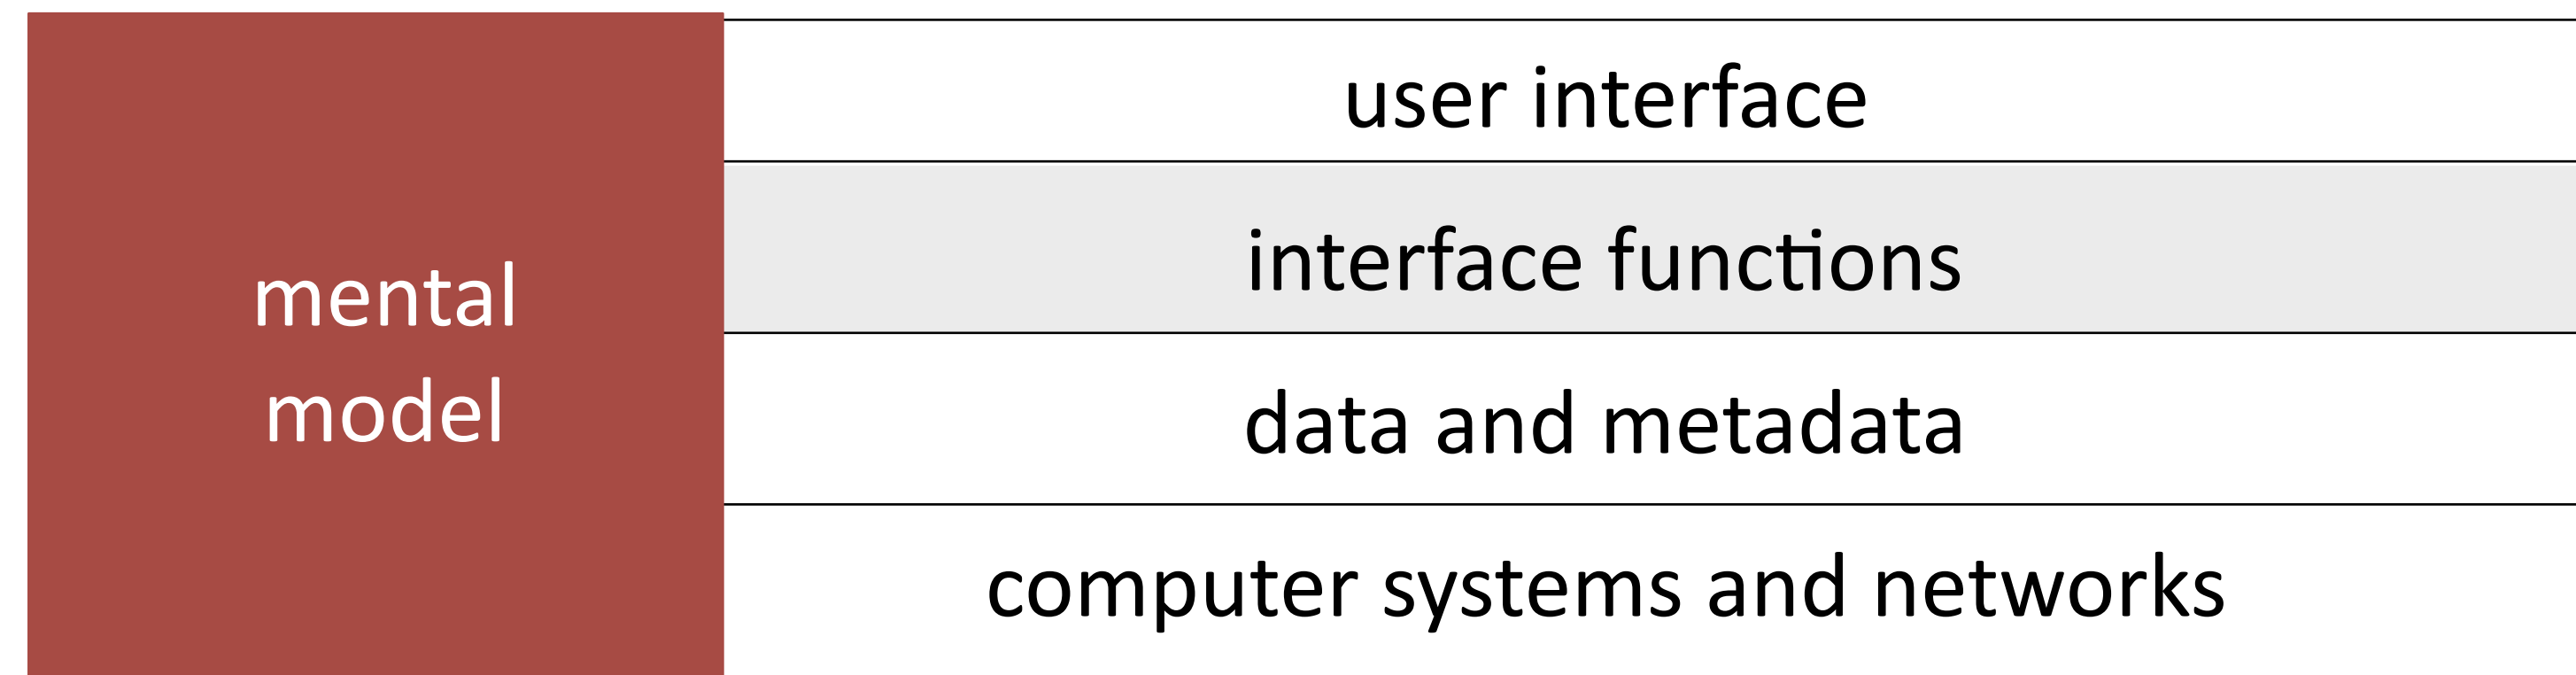 mental
model
user interface
interface functions
data and metadata
computer systems and networks